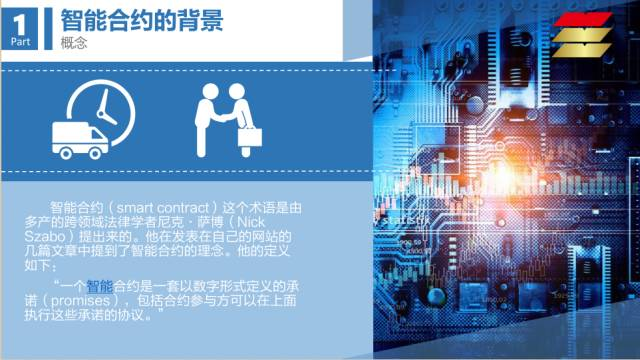 1
Part
智能合约的背景
概念
智能合约（smart contract）这个术语是由
多产的跨领域法律学者尼克·萨博（Nick
Szabo）提出来的。他在发表在自己的网站的
几篇文章中提到了智能合约的理念。他的定义
如下：
“一个智能合约是一套以数字形式定义的承
诺（promises），包括合约参与方可以在上面
执行这些承诺的协议。”
statistik